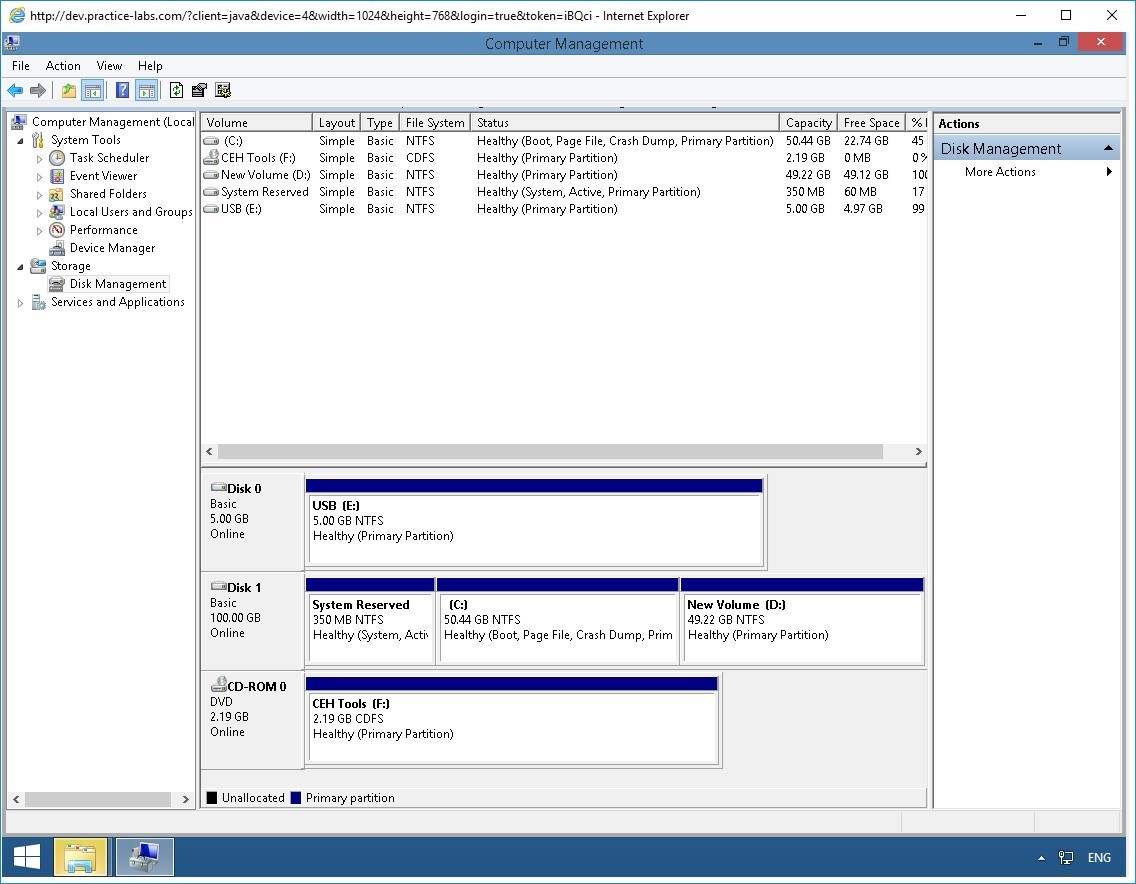 http://dev.practice-labs.com/?client=java&device=4&width=1024&height=768&login=true&token=iBQci - Internet Explorer
Computer Management
File Action View Help
Computer Management (Local
System Tools
Task Scheduler
Event Viewer
Shared Folders
Local Users and Groups
Performance
Device Manager
Storage
Disk Management
Services and Applications
Volume Layout Type File System Status Capacity Free Space %
(C:) Simple Basic NTFS Healthy (Boot, Page File, Crash Dump, Primary Partition) 50.44 GB 22.74 GB 45
CEH Tools (F:) Simple Basic CDFS Healthy (Primary Partition) 2.19 GB 0 MB 0 %
New Volume (D:) Simple Basic NTFS Healthy (Primary Partition) 49.22 GB 49.12 GB 100
System Reserved Simple Basic NTFS Healthy (System, Active, Primary Partition) 350 MB 60 MB 17
USB (E:) Simple Basic NTFS Healthy (Primary Partition) 5.00 GB 4.97 GB 99
Disk 0
Basic
5.00 GB
Online
USB (E:)
5.00 GB NTFS
Healthy (Primary Partition)
Disk 1
Basic
100.00 GB
Online
System Reserved
350 MB NTFS
Healthy (System, Acti
(C:)
50.44 GB NTFS
Healthy (Boot, Page File, Crash Dump, Prim
New Volume (D:)
49.22 GB NTFS
Healthy (Primary Partition)
CD-ROM 0
DVD
2.19 GB
Online
CEH Tools (F:)
2.19 GB CDFS
Healthy (Primary Partition)
Unallocated Primary partition
Actions
Disk Management
More Actions
ENG